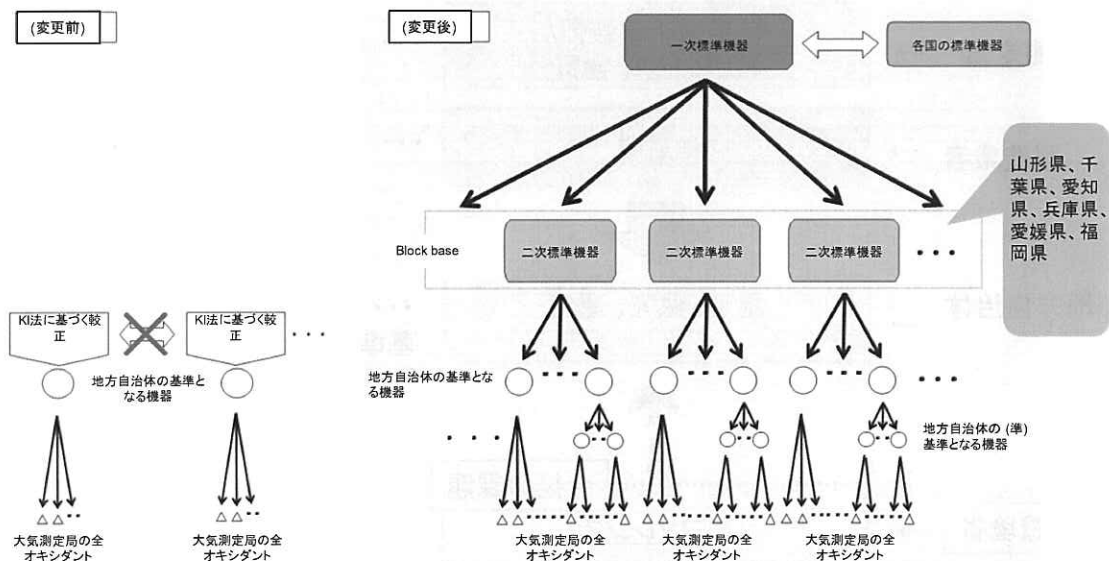 (変更前)
KI法に基づく較
正
KI法に基づく較
正
・・・
地方自治体の基準と
なる機器
大気測定局の全
オキシダント
大気測定局の全
オキシダント
(変更後)
一次標準機器
各国の標準機器
山形県、千
葉県、愛知
県、兵庫県、
愛媛県、福
岡県
Block base
二次標準機器
二次標準機器
二次標準機器
・・・
地方自治体の基準とな
る機器
・・・
地方自治体の (準)
基準となる機器
・・・・
大気測定局の全
オキシダント
大気測定局の全
オキシダント
大気測定局の全
オキシダント